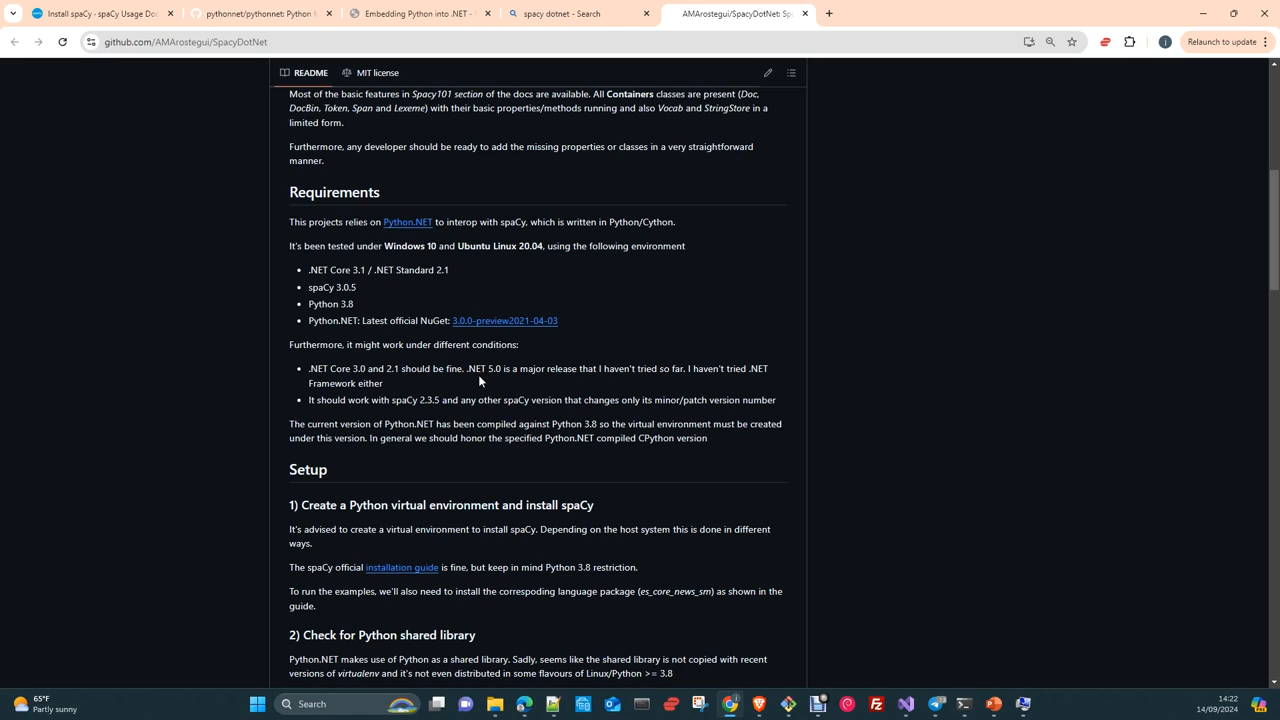 Install spaCy · spaCy Usage Doc
pythonnet/pythonnet: Python f
Embedding Python into .NET -
spacy dotnet - Search
AMArostegui/SpacyDotNet: Sp
github.com/AMArostegui/SpacyDotNet
Relaunch to update
README
MIT license
Most of the basic features in Spacy101 section of the docs are available. All Containers classes are present (Doc,
DocBin, Token, Span and Lexeme) with their basic properties/methods running and also Vocab and StringStore in a
limited form.
Furthermore, any developer should be ready to add the missing properties or classes in a very straightforward
manner.
Requirements
This projects relies on Python.NET to interop with spaCy, which is written in Python/Cython.
It's been tested under Windows 10 and Ubuntu Linux 20.04, using the following environment
• .NET Core 3.1 / .NET Standard 2.1
• spaCy 3.0.5
• Python 3.8
• Python.NET: Latest official NuGet: 3.0.0-preview2021-04-03
Furthermore, it might work under different conditions:
• .NET Core 3.0 and 2.1 should be fine. .NET 5.0 is a major release that I haven't tried so far. I haven't tried .NET
Framework either
• It should work with spaCy 2.3.5 and any other spaCy version that changes only its minor/patch version number
The current version of Python.NET has been compiled against Python 3.8 so the virtual environment must be created
under this version. In general we should honor the specified Python.NET compiled CPython version
Setup
1) Create a Python virtual environment and install spaCy
It's advised to create a virtual environment to install spaCy. Depending on the host system this is done in different
ways.
The spaCy official installation guide is fine, but keep in mind Python 3.8 restriction.
To run the examples, we'll also need to install the correspoding language package (es_core_news_sm) as shown in the
guide.
2) Check for Python shared library
Python.NET makes use of Python as a shared library. Sadly, seems like the shared library is not copied with recent
versions of virtualenv and it's not even distributed in some flavours of Linux/Python >= 3.8
65°F
Partly sunny
Search
14:22
14/09/2024